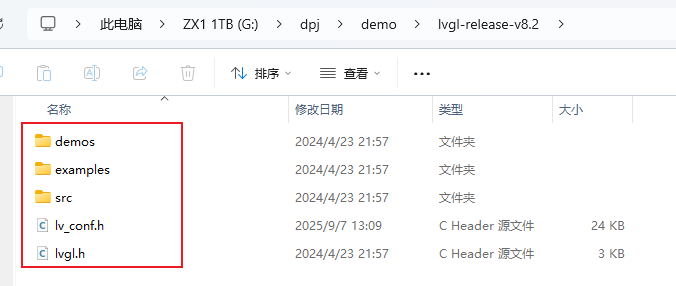 此电脑 ZX1 1TB (G:) dpj demo lvgl-release-v8.2
排序 查看
名称 修改日期 类型 大小
demos 2024/4/23 21:57 文件夹
examples 2024/4/23 21:57 文件夹
src 2024/4/23 21:57 文件夹
lv_conf.h 2025/9/7 13:09 C Header 源文件 24 KB
lvgl.h 2024/4/23 21:57 C Header 源文件 3 KB